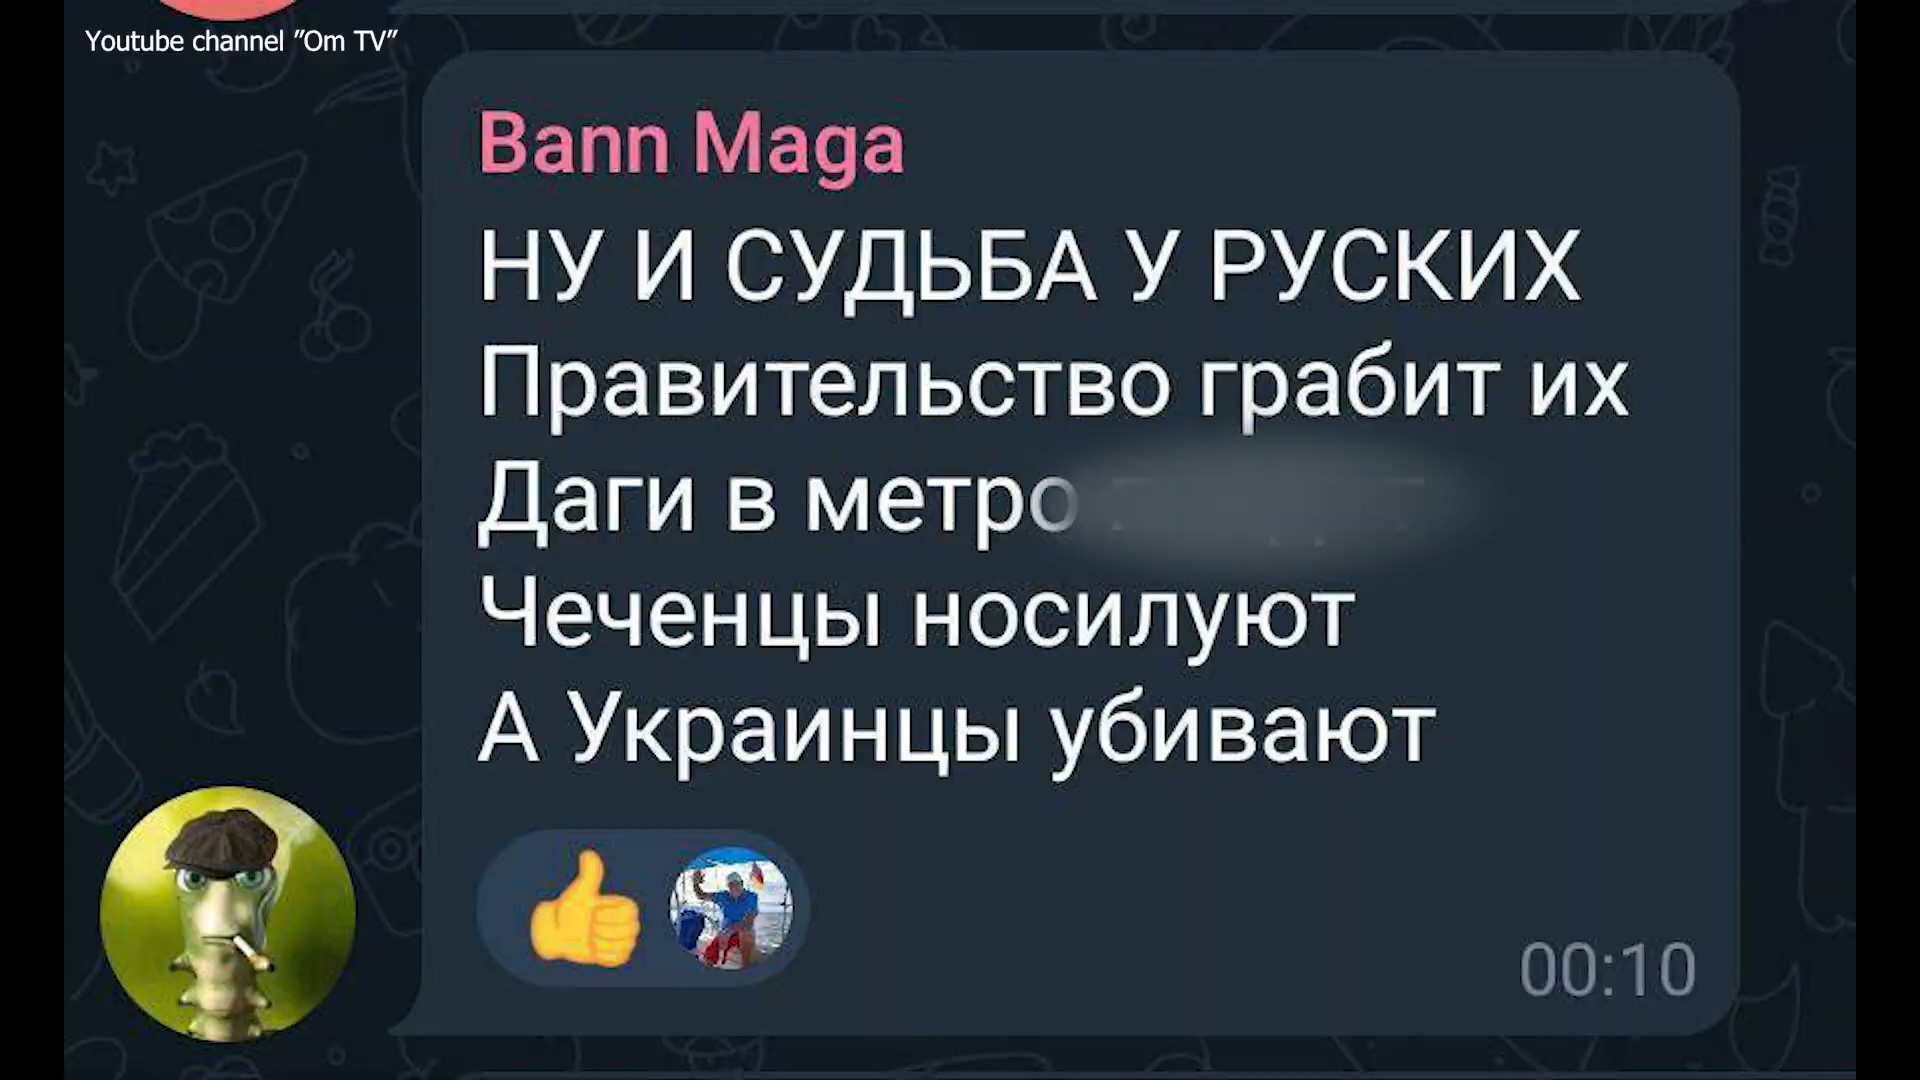 Youtube channel ”Om TV”
Bann Maga
НУ И СУДЬБА У РУСКИХ
Правительство грабит их
Даги в метро
Чеченцы носилуют
А Украинцы убивают
00:10